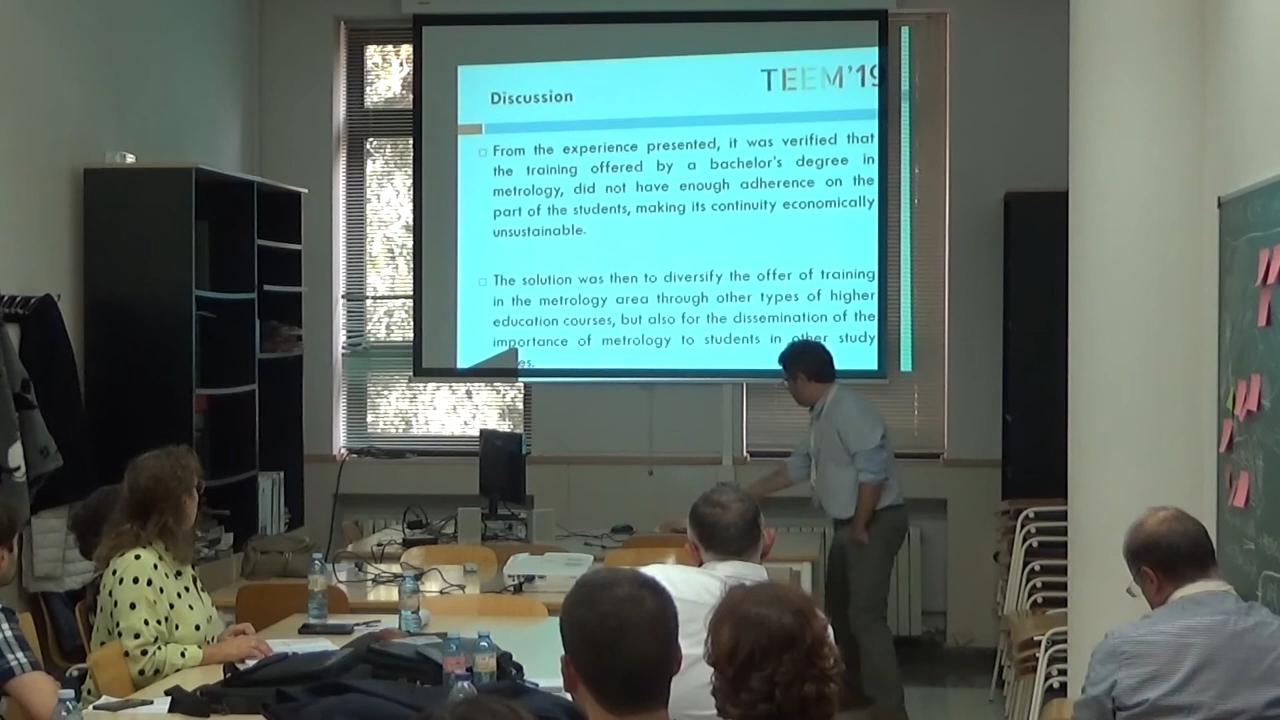 TEEM'19
Discussion
From the experience presented, it was verified that
the training offered by a bachelor's degree in
metrology, did not have enough adherence on the
part of the students, making its continuity economically
unsustainable.
The solution was then to diversify the offer of training
in the metrology area through other types of higher
education courses, but also for the dissemination of the
importance of metrology to students in other study